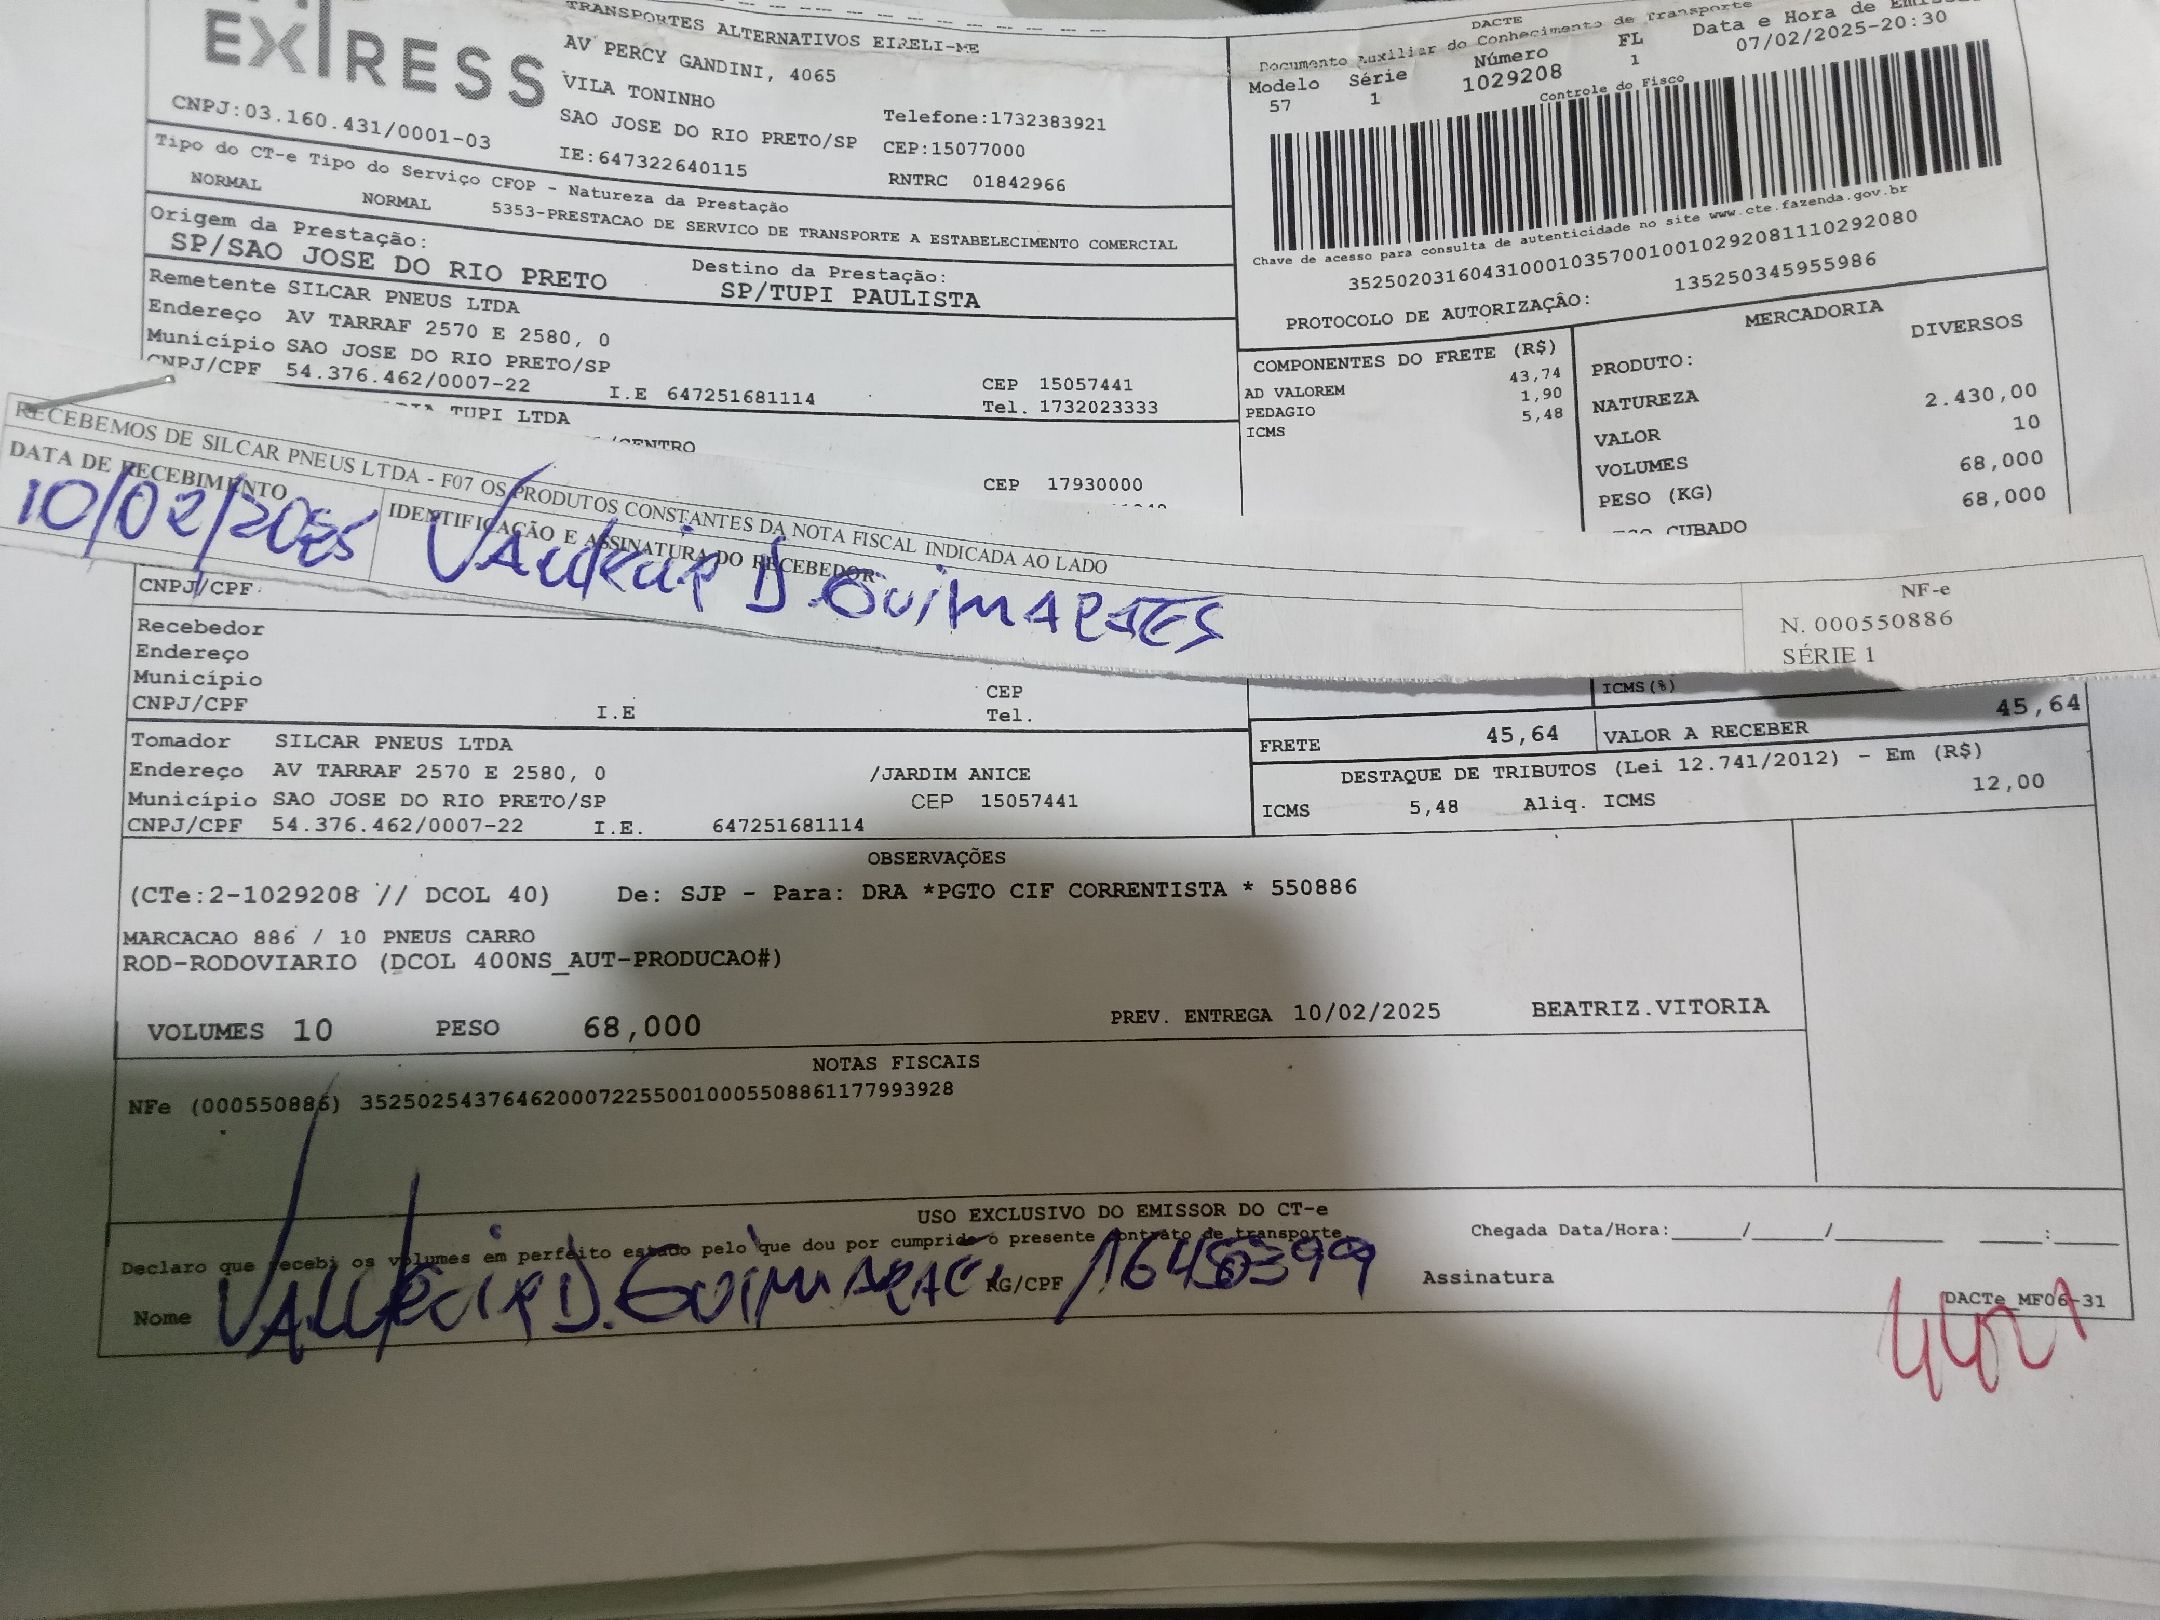 EXPRESS
TRANSPORTES ALTERNATIVOS EIRELI-ME
AV PERCY GANDINI, 4065
VILA TONINHO
SAO JOSE DO RIO PRETO/SP
IE:647322640115
Telefone:1732383921
CEP:15077000
RNTRC 01842966
CNPJ:03.160.431/0001-03
DACTE
Documento Auxiliar do Conhecimento de Transporte
Modelo Série Número FL Data e Hora de
57 1 1029208 1 07/02/2025-20:30
Controle do Fisco
Chave de acesso para consulta de autenticidade no site www.cte.fazenda.gov.br
35250203160431000103570010010292081110292080
PROTOCOLO DE AUTORIZAÇÃO: 135250345955986
Tipo do CT-e Tipo do Serviço CFOP - Natureza da Prestação
NORMAL NORMAL 5353-PRESTACAO DE SERVICO DE TRANSPORTE A ESTABELECIMENTO COMERCIAL
Origem da Prestação:
SP/SAO JOSE DO RIO PRETO
Destino da Prestação:
SP/TUPI PAULISTA
Remetente SILCAR PNEUS LTDA
Endereço AV TARRAF 2570 E 2580, 0
Município SAO JOSE DO RIO PRETO/SP CEP 15057441
CNPJ/CPF 54.376.462/0007-22 I.E 647251681114 Tel. 1732023333
TUPI LTDA
/CENTRO
CEP 17930000
COMPONENTES DO FRETE (R$)
43,74
AD VALOREM 1,90
PEDAGIO 5,48
ICMS
MERCADORIA
PRODUTO: DIVERSOS
NATUREZA
VALOR 2.430,00
VOLUMES 10
PESO (KG) 68,000
CUBADO 68,000
RECEBEMOS DE SILCAR PNEUS LTDA - F07 OS PRODUTOS CONSTANTES DA NOTA FISCAL INDICADA AO LADO
DATA DE RECEBIMENTO
10/02/2025
IDENTIFICAÇÃO E ASSINATURA DO RECEBEDOR
VALDECIR D. GUIMARAES
NF-e
N. 000550886
SÉRIE 1
CNPJ/CPF
Recebedor
Endereço
Município CEP
CNPJ/CPF I.E Tel.
ICMS(%)
FRETE 45,64 VALOR A RECEBER 45,64
DESTAQUE DE TRIBUTOS (Lei 12.741/2012) - Em (R$)
ICMS 5,48 Aliq. ICMS 12,00
Tomador SILCAR PNEUS LTDA
Endereço AV TARRAF 2570 E 2580, 0 /JARDIM ANICE
Município SAO JOSE DO RIO PRETO/SP CEP 15057441
CNPJ/CPF 54.376.462/0007-22 I.E. 647251681114
OBSERVAÇÕES
(CTe:2-1029208 // DCOL 40) De: SJP - Para: DRA *PGTO CIF CORRENTISTA * 550886
MARCACAO 886 / 10 PNEUS CARRO
ROD-RODOVIARIO (DCOL 400NS_AUT-PRODUCAO#)
VOLUMES 10 PESO 68,000 PREV. ENTREGA 10/02/2025 BEATRIZ.VITORIA
NOTAS FISCAIS
NFe (000550886) 35250254376462000722550010005508861177993928
USO EXCLUSIVO DO EMISSOR DO CT-e
Declaro que recebi os volumes em perfeito estado pelo que dou por cumprido o presente contrato de transporte
Chegada Data/Hora:____/____/______ ___:____
Nome VALDECIR D. GUIMARAES RG/CPF Assinatura
DACTe_MF06-31